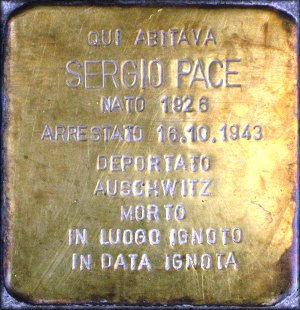 QUI ABITAVA
SERGIO PACE
NATO 1926
ARRESTATO 16.10.1943
DEPORTATO
AUSCHWITZ
MORTO
IN LUOGO IGNOTO
IN DATA IGNOTA